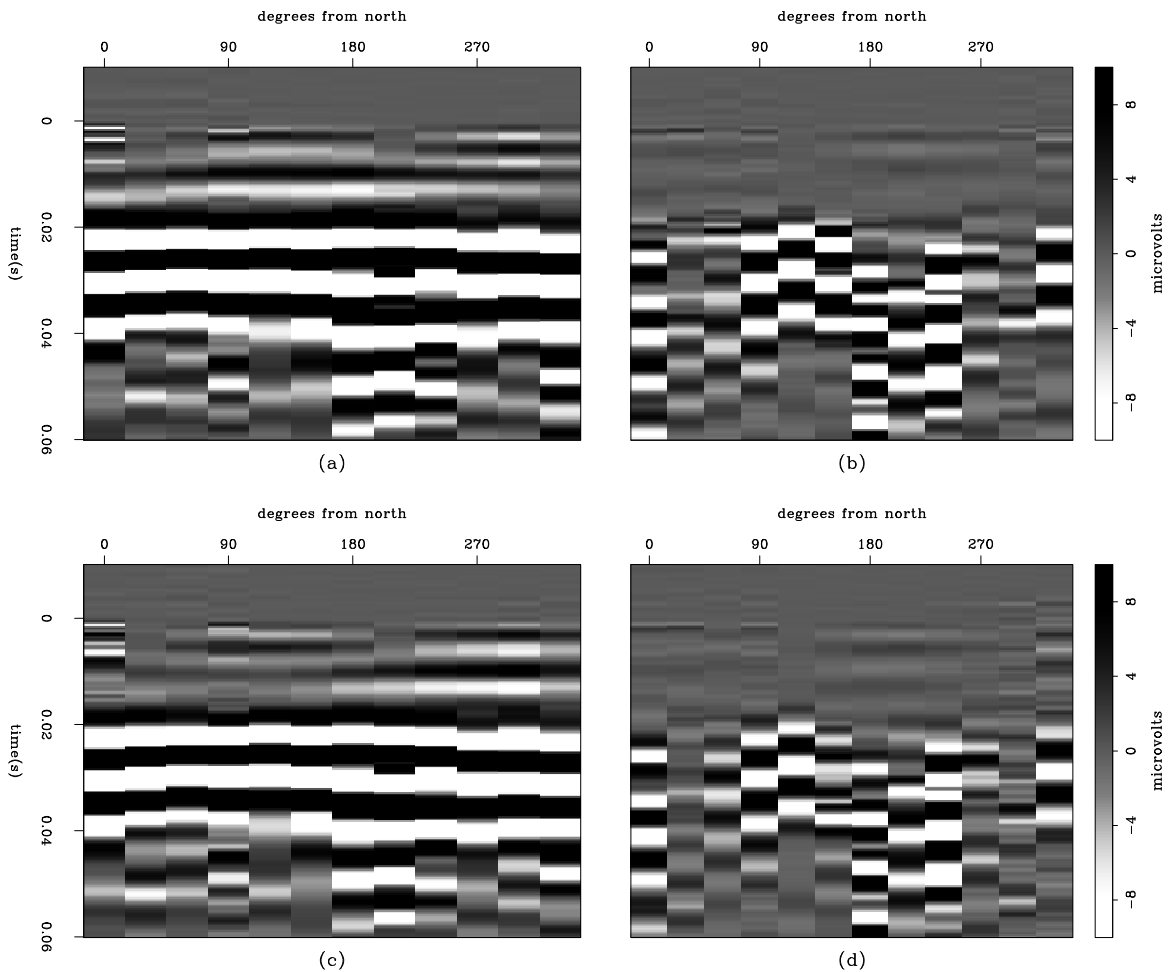 degrees from north
degrees from north
0 90 180 270
0 90 180 270
0
0.02
0.04
0.06
time(s)
8
4
0
−4
−8
microvolts
(a)
(b)
degrees from north
degrees from north
0 90 180 270
0 90 180 270
0
0.02
0.04
0.06
time(s)
8
4
0
−4
−8
microvolts
(c)
(d)